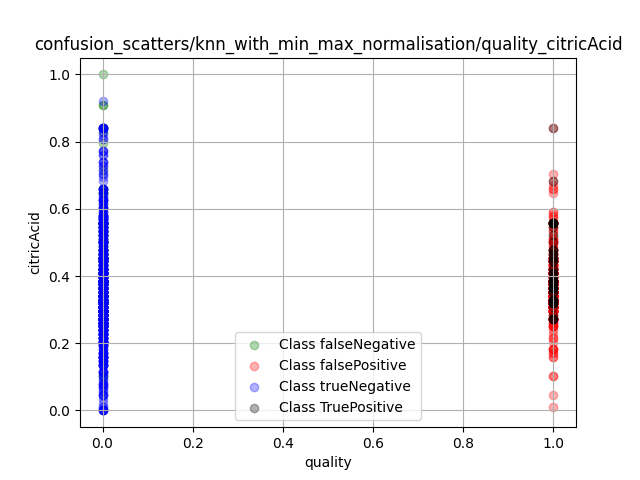 confusion_scatters/knn_with_min_max_normalisation/quality_citricAcid
1.0
0.8
0.6
0.4
0.2
0.0
citricAcid
Class falseNegative
Class falsePositive
Class trueNegative
Class TruePositive
0.0 0.2 0.4 0.6 0.8 1.0
quality